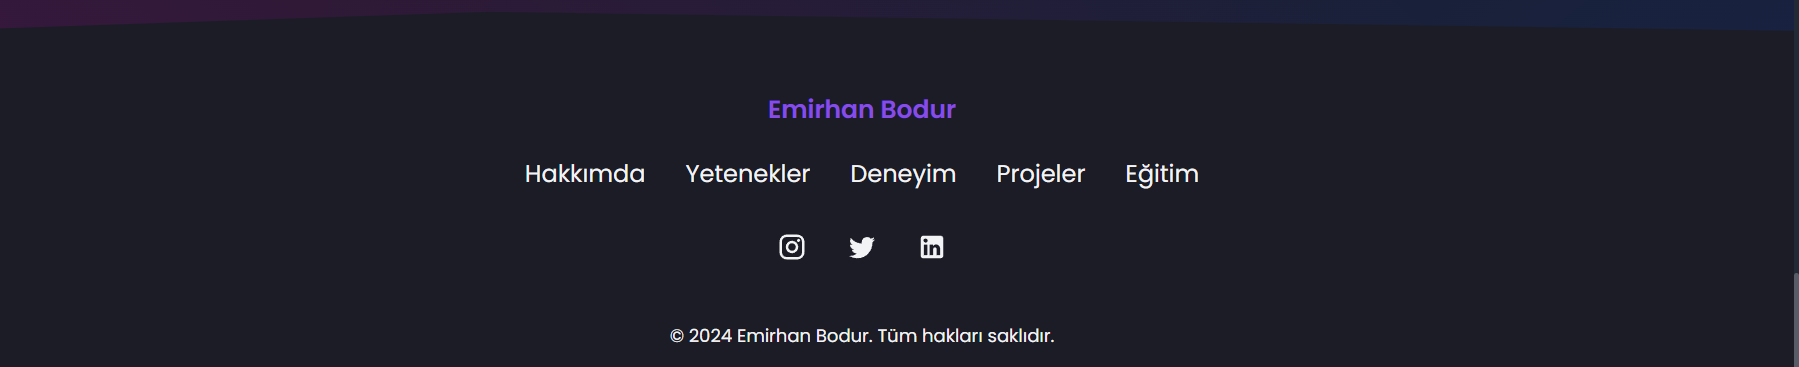 Emirhan Bodur
Hakkımda Yetenekler Deneyim Projeler Eğitim
© 2024 Emirhan Bodur. Tüm hakları saklıdır.